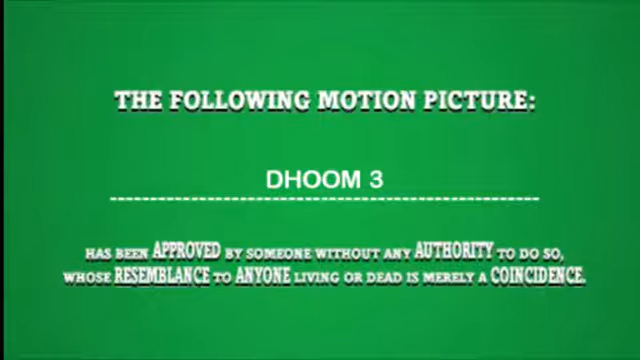 THE FOLLOWING MOTION PICTURE:
DHOOM 3
HAS BEEN APPROVED BY SOMEONE WITHOUT ANY AUTHORITY TO DO SO,
WHOSE RESEMBLANCE TO ANYONE LIVING OR DEAD IS MERELY A COINCIDENCE.